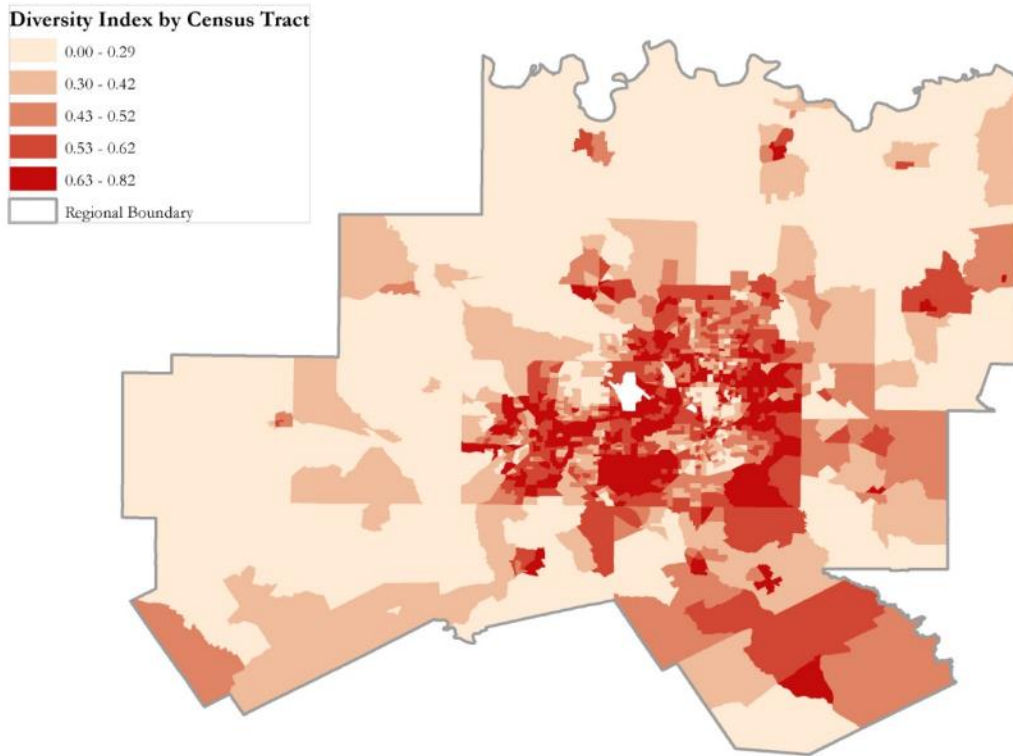 Diversity Index by Census Tract
0.00 - 0.29
0.30 - 0.42
0.43 - 0.52
0.53 - 0.62
0.63 - 0.82
Regional Boundary